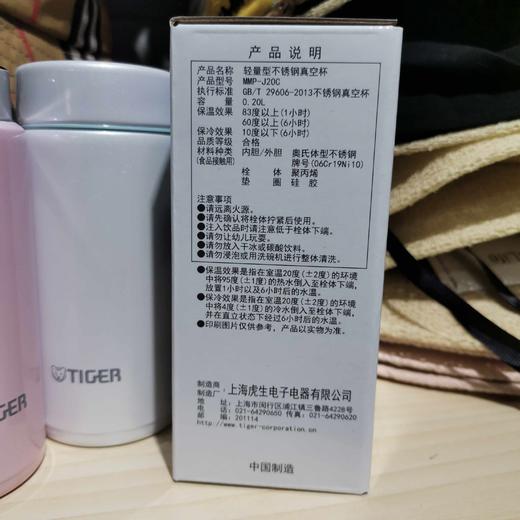 产品说明
产品名称 轻量型不锈钢真空杯
产品型号 MMP-J20C
执行标准 GB/T 29606-2013不锈钢真空杯
容量 0.20L
保温效果 83度以上(1小时)
60度以上(6小时)
保冷效果 10度以下(6小时)
品质等级 合格
材料种类 内胆/外胆 奥氏体型不锈钢
(食品接触用) 牌号(06Cr19Ni10)
栓体 聚丙烯
垫圈 硅胶
注意事项
●请远离火源。
●请先确认将栓体拧紧后使用。
●注入饮品时请注意低于栓体下端。
●请勿让幼儿玩耍。
●请勿放入干冰或碳酸饮料。
●请勿浸泡或用洗碗机进行整体清洗。
●保温效果是指在室温20度(±2度)的环境
中将95度(±1度)的热水倒入至栓体下端,
放置1小时以及6小时后的水温。
●保冷效果是指在室温20度(±2度)的环境
中将4度(±1度)的冷水倒入至栓体下端,
并在直立状态下经过6小时后的水温。
●印刷图片仅供参考，产品以实物为准。
制造商
制造厂: 上海虎生电子电器有限公司
地址: 上海市闵行区浦江镇三鲁路4228号
电话: 021-64290650 传真: 021-64290620
邮编: 201114
http://www.tiger-corporation.cn
中国制造
TIGER
TIGER
Life